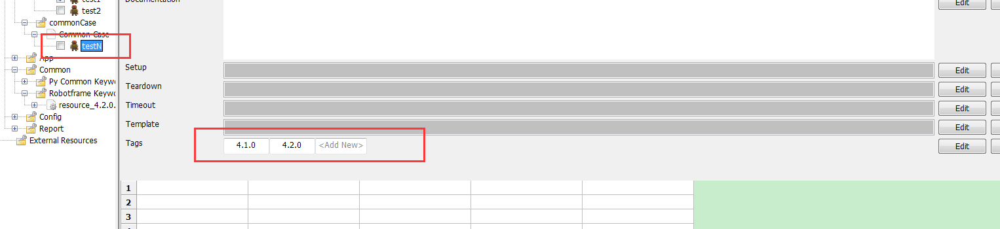 test1
test2
commonCase
Common Case
testN
App
Common
Py Common Keyw
Robotframe Keyw
resource_4.2.0.
Config
Report
External Resources
Documentation
Edit
Setup
Edit
Teardown
Edit
Timeout
Edit
Template
Edit
Tags
4.1.0 4.2.0 <Add New>
Edit
1
2
3